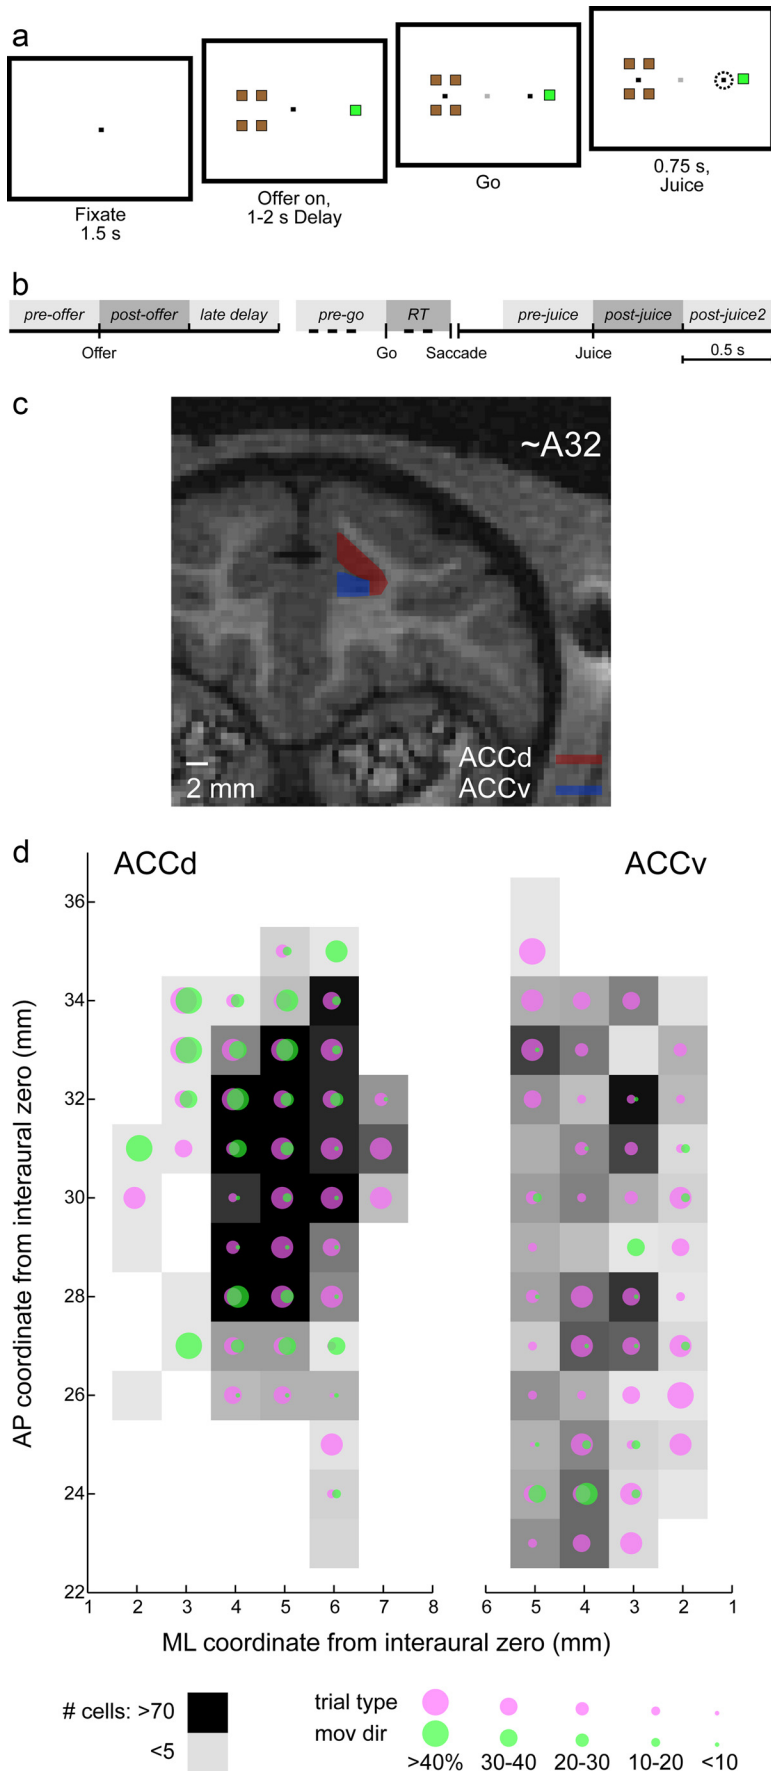 a
Fixate
1.5 s
Offer on,
1-2 s Delay
Go
0.75 s,
Juice
b
pre-offer post-offer late delay pre-go RT pre-juice post-juice post-juice2
Offer Go Saccade Juice 0.5 s
c
~A32
ACCd
2 mm ACCv
d
ACCd ACCv
36
34
32
30
28
26
24
22
AP coordinate from interaural zero (mm)
1 2 3 4 5 6 7 8 6 5 4 3 2 1
ML coordinate from interaural zero (mm)
# cells: >70
<5
trial type
mov dir
>40% 30-40 20-30 10-20 <10